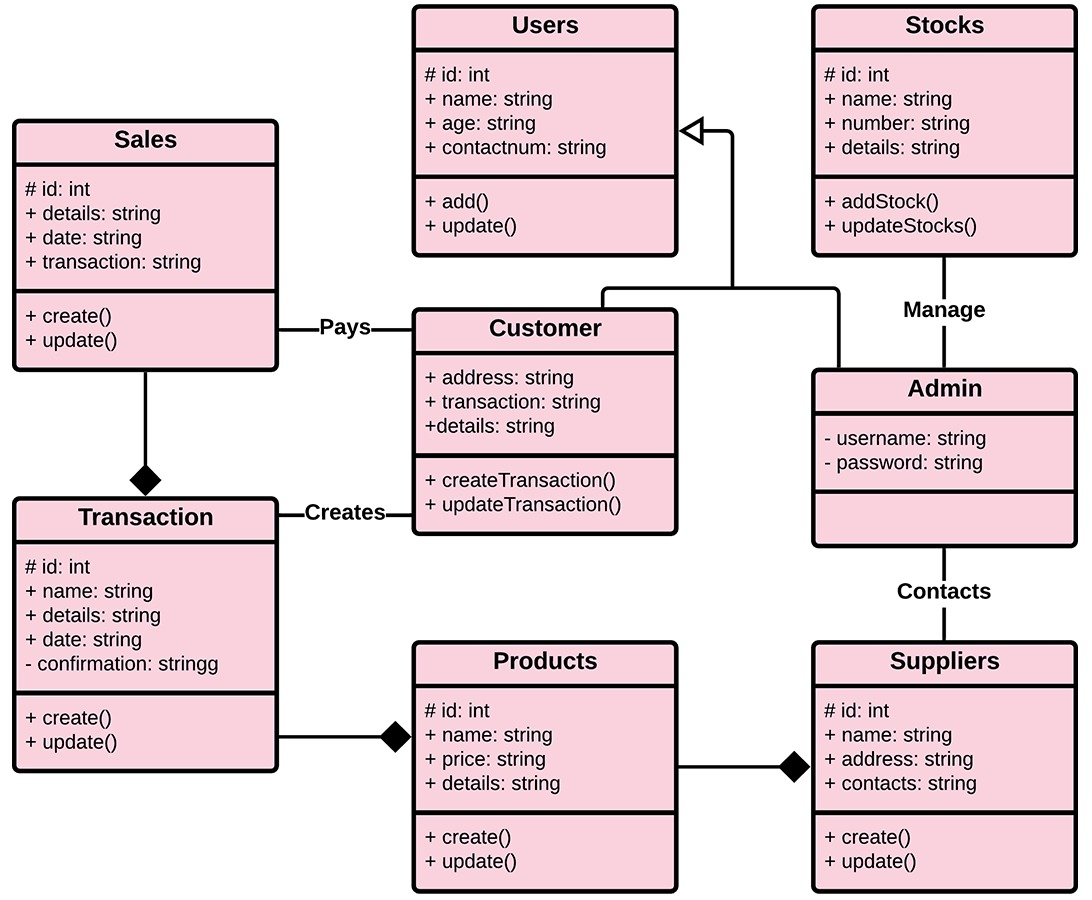 Users
# id: int
+ name: string
+ age: string
+ contactnum: string
+ add()
+ update()
Stocks
# id: int
+ name: string
+ number: string
+ details: string
+ addStock()
+ updateStocks()
Sales
# id: int
+ details: string
+ date: string
+ transaction: string
+ create()
+ update()
Pays
Customer
+ address: string
+ transaction: string
+details: string
+ createTransaction()
+ updateTransaction()
Manage
Admin
- username: string
- password: string
Creates
Transaction
# id: int
+ name: string
+ details: string
+ date: string
- confirmation: stringg
+ create()
+ update()
Contacts
Products
# id: int
+ name: string
+ price: string
+ details: string
+ create()
+ update()
Suppliers
# id: int
+ name: string
+ address: string
+ contacts: string
+ create()
+ update()